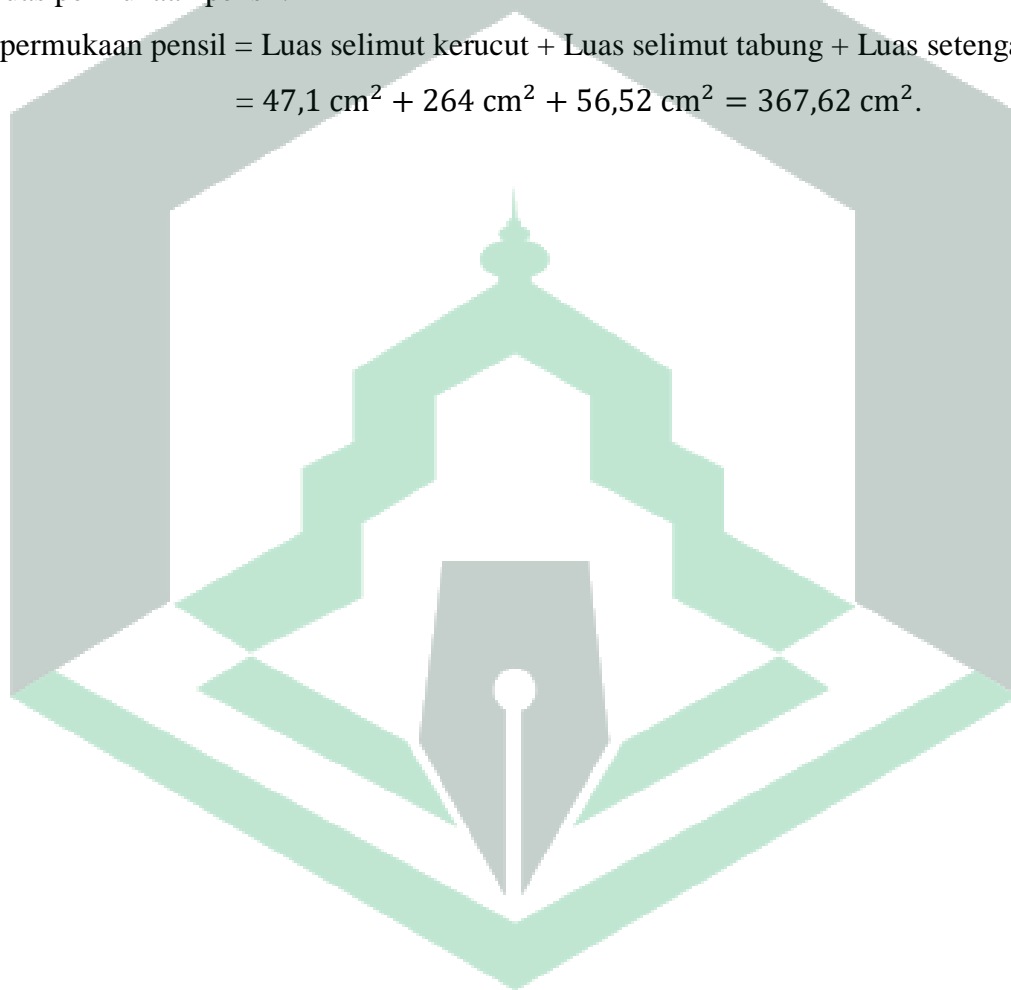 permukaan pensil = Luas selimut kerucut + Luas selimut tabung + Luas
= 47,1 cm² + 264 cm² + 56,52 cm² = 367,62 cm².